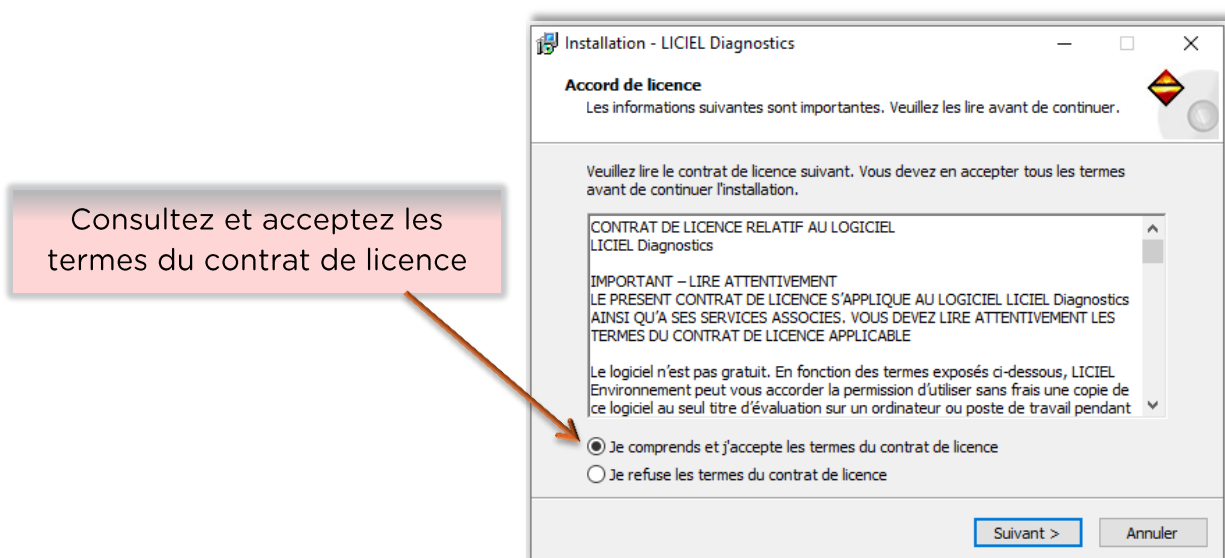 Installation - LICIEL Diagnostics
Accord de licence
Les informations suivantes sont importantes. Veuillez les lire avant de continuer.
Veuillez lire le contrat de licence suivant. Vous devez en accepter tous les termes
avant de continuer l'installation.
Consultez et acceptez les
termes du contrat de licence
CONTRAT DE LICENCE RELATIF AU LOGICIEL
LICIEL Diagnostics
IMPORTANT – LIRE ATTENTIVEMENT
LE PRESENT CONTRAT DE LICENCE S’APPLIQUE AU LOGICIEL LICIEL Diagnostics
AINSI QU’A SES SERVICES ASSOCIES. VOUS DEVEZ LIRE ATTENTIVEMENT LES
TERMES DU CONTRAT DE LICENCE APPLICABLE
Le logiciel n’est pas gratuit. En fonction des termes exposés ci-dessous, LICIEL
Environnement peut vous accorder la permission d’utiliser sans frais une copie de
ce logiciel au seul titre d’évaluation sur un ordinateur ou poste de travail pendant
Je comprends et j'accepte les termes du contrat de licence
Je refuse les termes du contrat de licence
Suivant >
Annuler